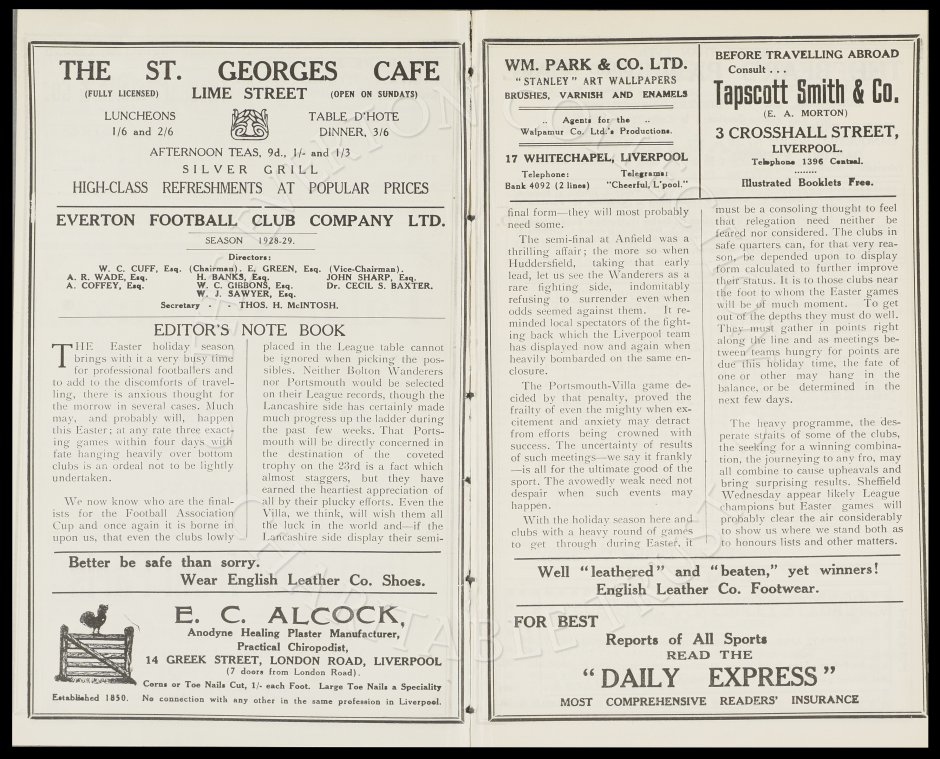 THE ST. GEORGES CAFE
(FULLY LICENSED) LIME STREET (OPEN ON SUNDAYS)
LUNCHEONS
1/6 and 2/6
TABLE D'HOTE
DINNER, 3/6
AFTERNOON TEAS, 9d., 1/- and 1/3
SILVER GRILL
HIGH-CLASS REFRESHMENTS AT POPULAR PRICES
EVERTON FOOTBALL CLUB COMPANY LTD.
SEASON 1928-29.
Directors:
W. C. CUFF, Esq. (Chairman). E. GREEN, Esq. (Vice-Chairman).
A. R. WADE, Esq. H. BANKS, Esq. JOHN SHARP, Esq.
A. COFFEY, Esq. W. C. GIBBONS, Esq. Dr. CECIL S. BAXTER.
W. J. SAWYER, Esq.
Secretary - - THOS. H. McINTOSH.
EDITOR'S NOTE BOOK
THE Easter holiday season
brings with it a very busy time
for professional footballers and
to add to the discomforts of travel-
ling, there is anxious thought for
the morrow in several cases. Much
may, and probably will, happen
this Easter; at any rate three exact-
ing games within four days with
fate hanging heavily over bottom
clubs is an ordeal not to be lightly
undertaken.
We now know who are the final-
ists for the Football Association
Cup and once again it is borne in
upon us, that even the clubs lowly
placed in the League table cannot
be ignored when picking the pos-
sibles. Neither Bolton Wanderers
nor Portsmouth would be selected
on their League records, though the
Lancashire side has certainly made
much progress up the ladder during
the past few weeks. That Ports-
mouth will be directly concerned in
the destination of the coveted
trophy on the 23rd is a fact which
almost staggers, but they have
earned the heartiest appreciation of
all by their plucky efforts. Even the
Villa, we think, will wish them all
the luck in the world and—if the
Lancashire side display their semi-
Better be safe than sorry.
Wear English Leather Co. Shoes.
E. C. ALCOCK,
Anodyne Healing Plaster Manufacturer,
Practical Chiropodist,
14 GREEK STREET, LONDON ROAD, LIVERPOOL
(7 doors from London Road).
Corns or Toe Nails Cut, 1/- each Foot. Large Toe Nails a Speciality
Established 1850. No connection with any other in the same profession in Liverpool.
WM. PARK & CO. LTD.
"STANLEY" ART WALLPAPERS
BRUSHES, VARNISH AND ENAMELS
.. Agents for the ..
Walpamur Co. Ltd.'s Productions.
17 WHITECHAPEL, LIVERPOOL
Telephone: Telegrams:
Bank 4092 (2 lines) "Cheerful, L'pool."
BEFORE TRAVELLING ABROAD
Consult . . .
Tapscott Smith & Co.
(E. A. MORTON)
3 CROSSHALL STREET,
LIVERPOOL.
Telephone 1396 Central.
........
Illustrated Booklets Free.
final form—they will most probably
need some.
The semi-final at Anfield was a
thrilling affair; the more so when
Huddersfield, taking that early
lead, let us see the Wanderers as a
rare fighting side, indomitably
refusing to surrender even when
odds seemed against them. It re-
minded local spectators of the fight-
ing back which the Liverpool team
has displayed now and again when
heavily bombarded on the same en-
closure.
The Portsmouth-Villa game de-
cided by that penalty, proved the
frailty of even the mighty when ex-
citement and anxiety may detract
from efforts being crowned with
success. The uncertainty of results
of such meetings—we say it frankly
—is all for the ultimate good of the
sport. The avowedly weak need not
despair when such events may
happen.
With the holiday season here and
clubs with a heavy round of games
to get through during Easter, it
must be a consoling thought to feel
that relegation need neither be
feared nor considered. The clubs in
safe quarters can, for that very rea-
son, be depended upon to display
form calculated to further improve
their status. It is to those clubs near
the foot to whom the Easter games
will be of much moment. To get
out of the depths they must do well.
They must gather in points right
along the line and as meetings be-
tween teams hungry for points are
due this holiday time, the fate of
one or other may hang in the
balance, or be determined in the
next few days.
The heavy programme, the des-
perate straits of some of the clubs,
the seeking for a winning combina-
tion, the journeying to any fro, may
all combine to cause upheavals and
bring surprising results. Sheffield
Wednesday appear likely League
champions but Easter games will
probably clear the air considerably
to show us where we stand both as
to honours lists and other matters.
Well "leathered" and "beaten," yet winners!
English Leather Co. Footwear.
FOR BEST
Reports of All Sports
READ THE
"DAILY EXPRESS"
MOST COMPREHENSIVE READERS' INSURANCE